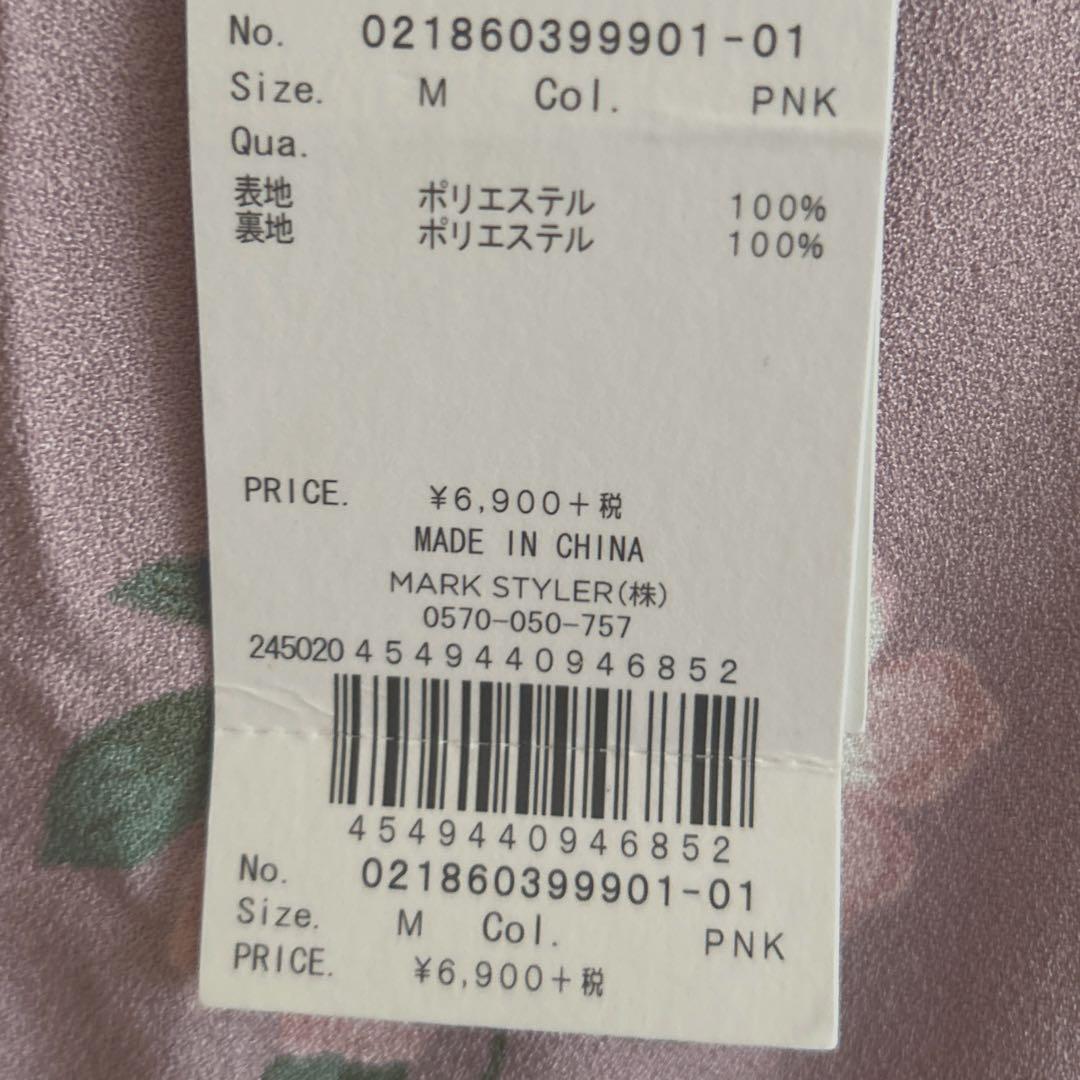 No. 021860399901-01
Size. M Col. PNK
Qua.
表地 ポリエステル 100%
裏地 ポリエステル 100%
PRICE. ¥6,900+税
MADE IN CHINA
MARK STYLER(株)
0570-050-757
245020 4549440946852
4549440946852
No. 021860399901-01
Size. M Col. PNK
PRICE. ¥6,900+税